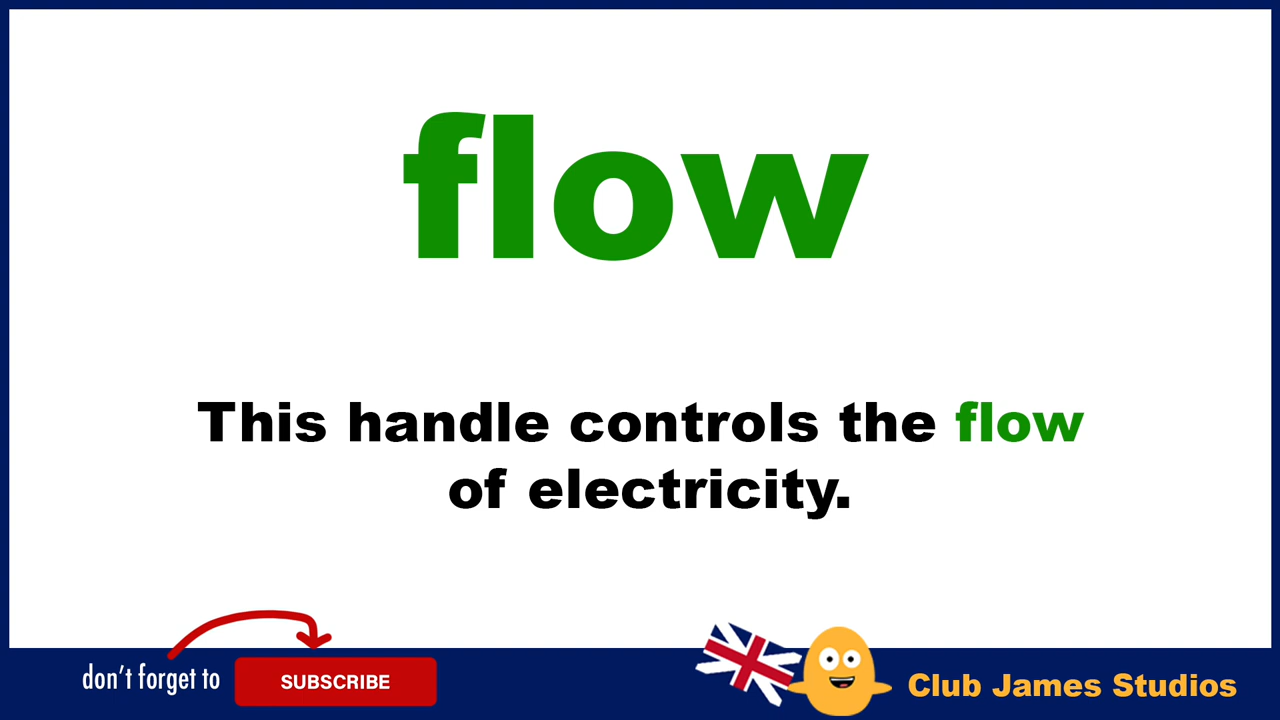 flow
This handle controls the flow
of electricity.
don't forget to
SUBSCRIBE
Club James Studios